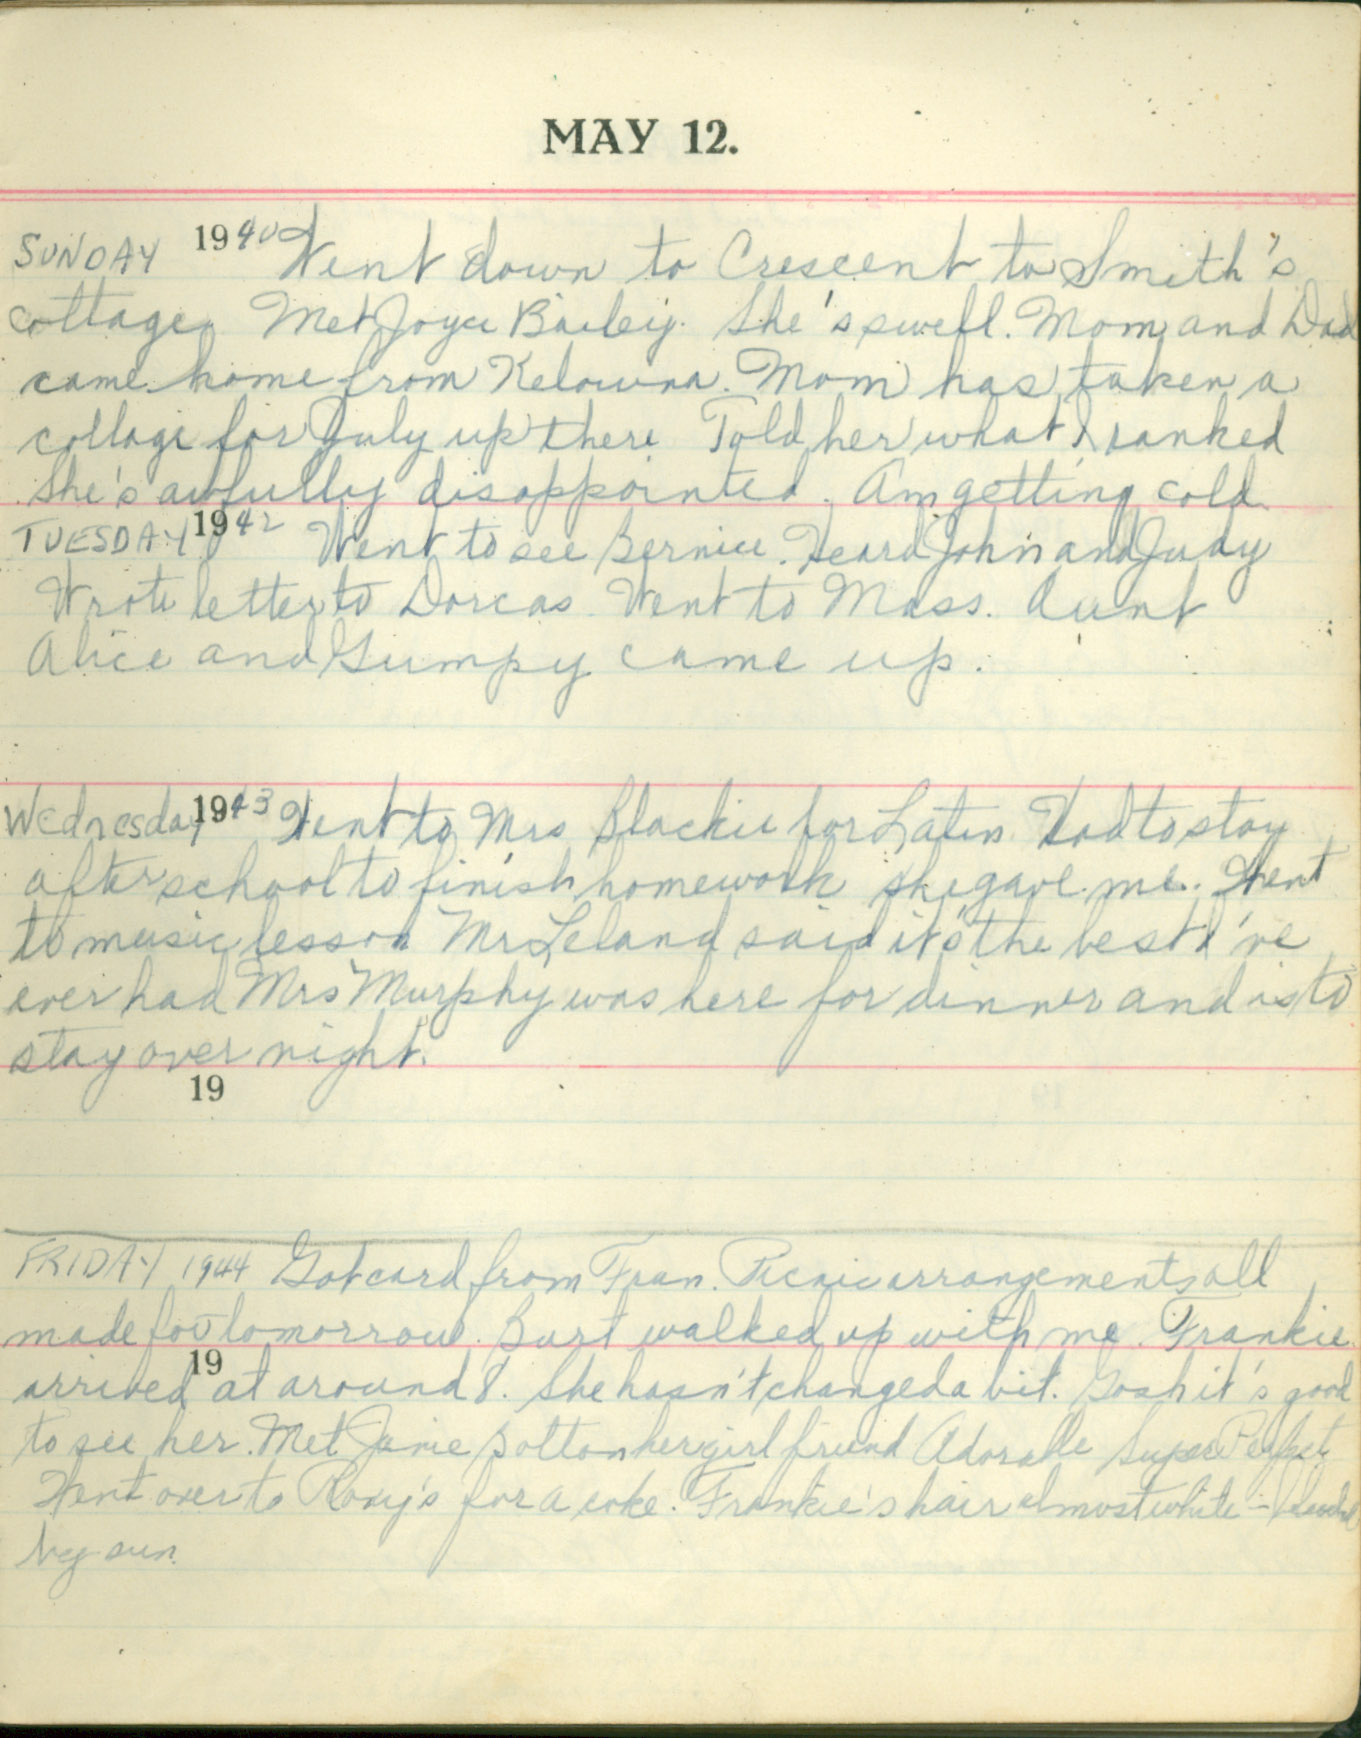 MAY 12.
SUNDAY 1940 Went down to Crescent to Smith's
cottage. Met Joyce Bailey. She's swell. Mom and Dad
came home from Kelowna. Mom has taken a
cottage for July up there Told her what I ranked
She's awfully disappointed. Am getting cold.
TUESDAY 1942 Went to see Bernice. Heard John and Judy
Wrote letter to Dorcas. Went to Mass. Aunt
Alice and Gumpy came up.
Wednesday 1943 Went to Mrs Blackie for Latin. Had to stay
after school to finish homework she gave me. Went
to music lesson Mr Leland said it's the best I've
ever had Mrs Murphy was here for dinner and is to
stay over night.
19
FRIDAY 1944 Got card from Fran. Picnic arrangements all
made for tomorrow. Burt walked up with me. Frankie
19
arrived at around 8. She hasn't changed a bit. Gosh it's good
to see her. Met Jamie Bolton her girl friend Adorable Super Perfect
Went over to Roxy's for a coke. Frankie's hair almost white -
by sun.